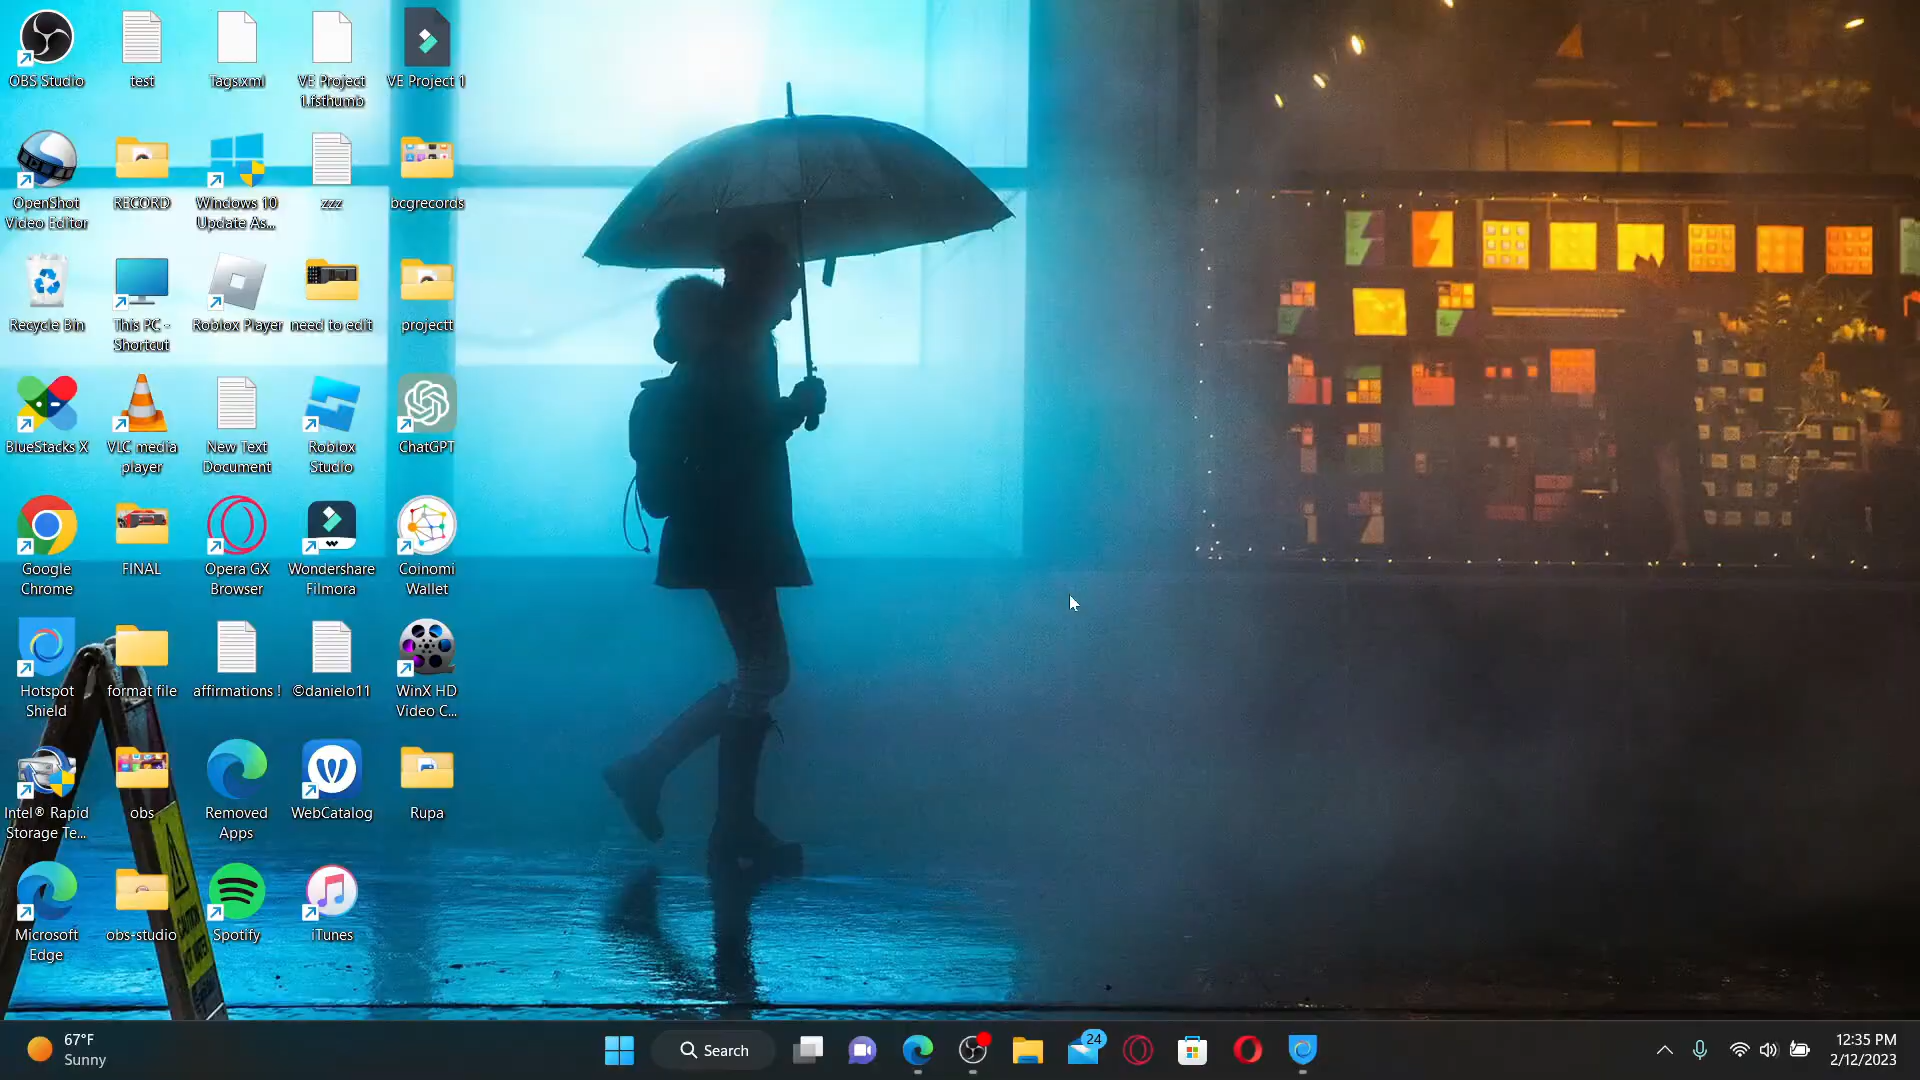 OBS Studio
test
Tags.xml
VE Project
1.fsthumb
VE Project 1
OpenShot
Video Editor
RECORD
Windows 10
Update As...
zzz
bcgrecords
Recycle Bin
This PC -
Shortcut
Roblox Player
need to edit
projectt
BlueStacks X
VLC media
player
New Text
Document
Roblox
Studio
ChatGPT
Google
Chrome
FINAL
Opera GX
Browser
Wondershare
Filmora
Coinomi
Wallet
Hotspot
Shield
format file
affirmations !
©danielo11
WinX HD
Video C...
Intel® Rapid
Storage Te...
obs
Removed
Apps
WebCatalog
Rupa
Microsoft
Edge
obs-studio
Spotify
iTunes
CAUTION
67°F
Sunny
Search
24
12:35 PM
2/12/2023